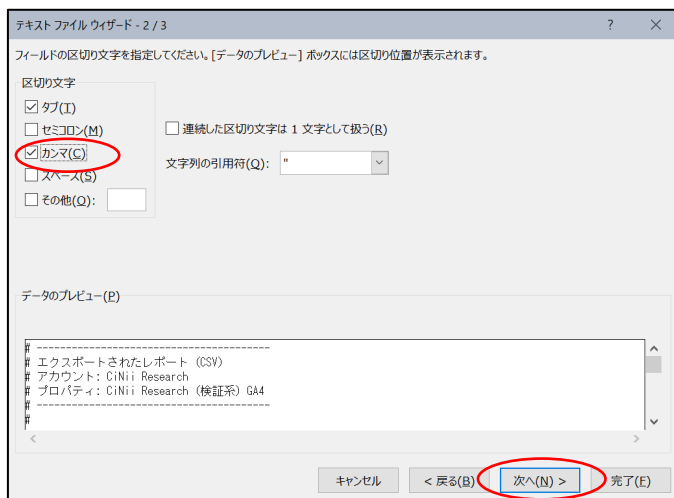 テキスト ファイル ウィザード - 2 / 3 ? ×
フィールドの区切り文字を指定してください。[データのプレビュー] ボックスには区切り位置が表示されます。
区切り文字
タブ(T)
セミコロン(M)
カンマ(C)
スペース(S)
その他(O):
連続した区切り文字は 1 文字として扱う(R)
文字列の引用符(Q): "
データのプレビュー(P)
# ----------------------------------------
# エクスポートされたレポート (CSV)
# アカウント: CiNii Research
# プロパティ: CiNii Research (検証系) GA4
# ----------------------------------------
#
キャンセル < 戻る(B) 次へ(N) > 完了(F)